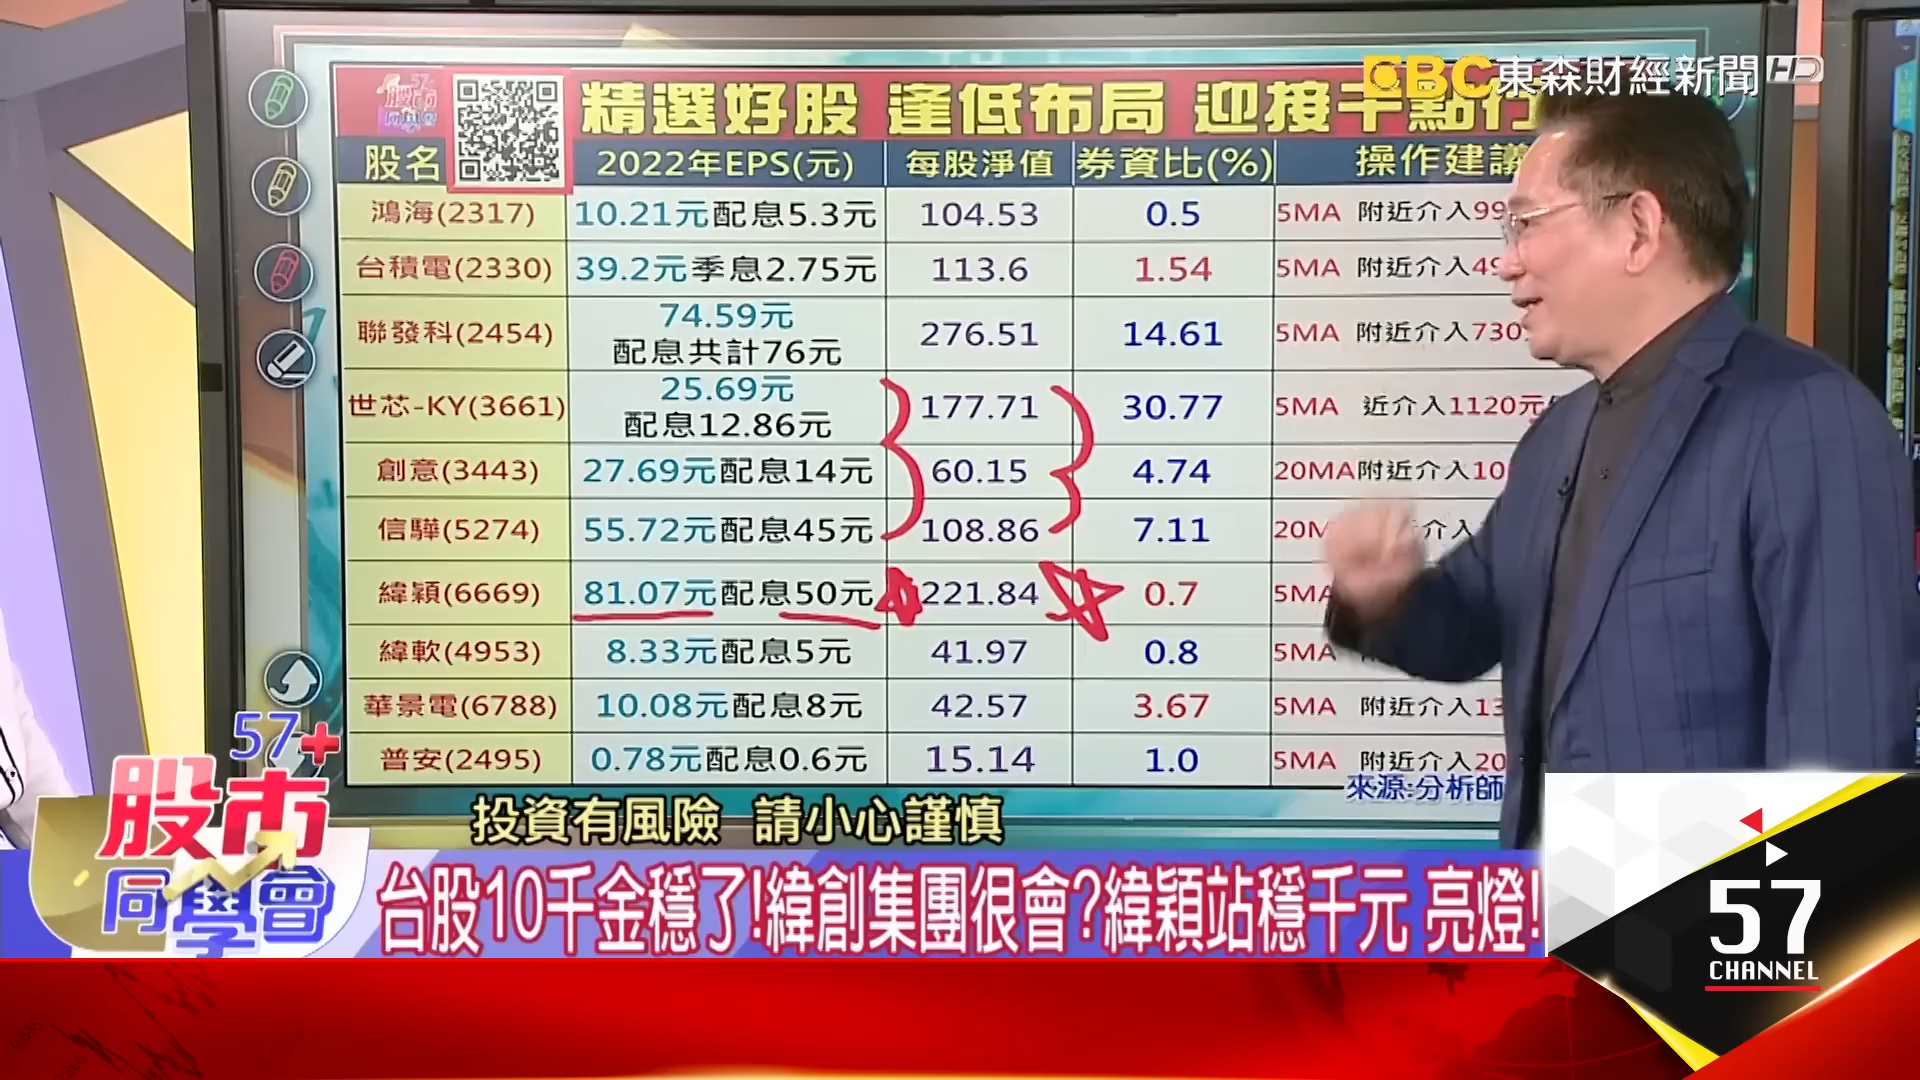 EBC 東森財經新聞 HD
57
股市
同學會
精選好股 逢低布局 迎接千點行
股名 2022年EPS(元) 每股淨值 券資比(%) 操作建議
鴻海(2317) 10.21元配息5.3元 104.53 0.5 5MA 附近介入99
台積電(2330) 39.2元季息2.75元 113.6 1.54 5MA 附近介入49
聯發科(2454) 74.59元 配息共計76元 276.51 14.61 5MA 附近介入730
世芯-KY(3661) 25.69元 配息12.86元 177.71 30.77 5MA 近介入1120元
創意(3443) 27.69元配息14元 60.15 4.74 20MA附近介入10
信驊(5274) 55.72元配息45元 108.86 7.11 20M 介入
緯穎(6669) 81.07元配息50元 221.84 0.7 5MA
緯軟(4953) 8.33元配息5元 41.97 0.8 5MA
華景電(6788) 10.08元配息8元 42.57 3.67 5MA 附近介入13
普安(2495) 0.78元配息0.6元 15.14 1.0 5MA 附近介入20
來源:分析師
投資有風險 請小心謹慎
57+
股市
同學會
台股10千金穩了!緯創集團很會?緯穎站穩千元 亮燈!
57
CHANNEL